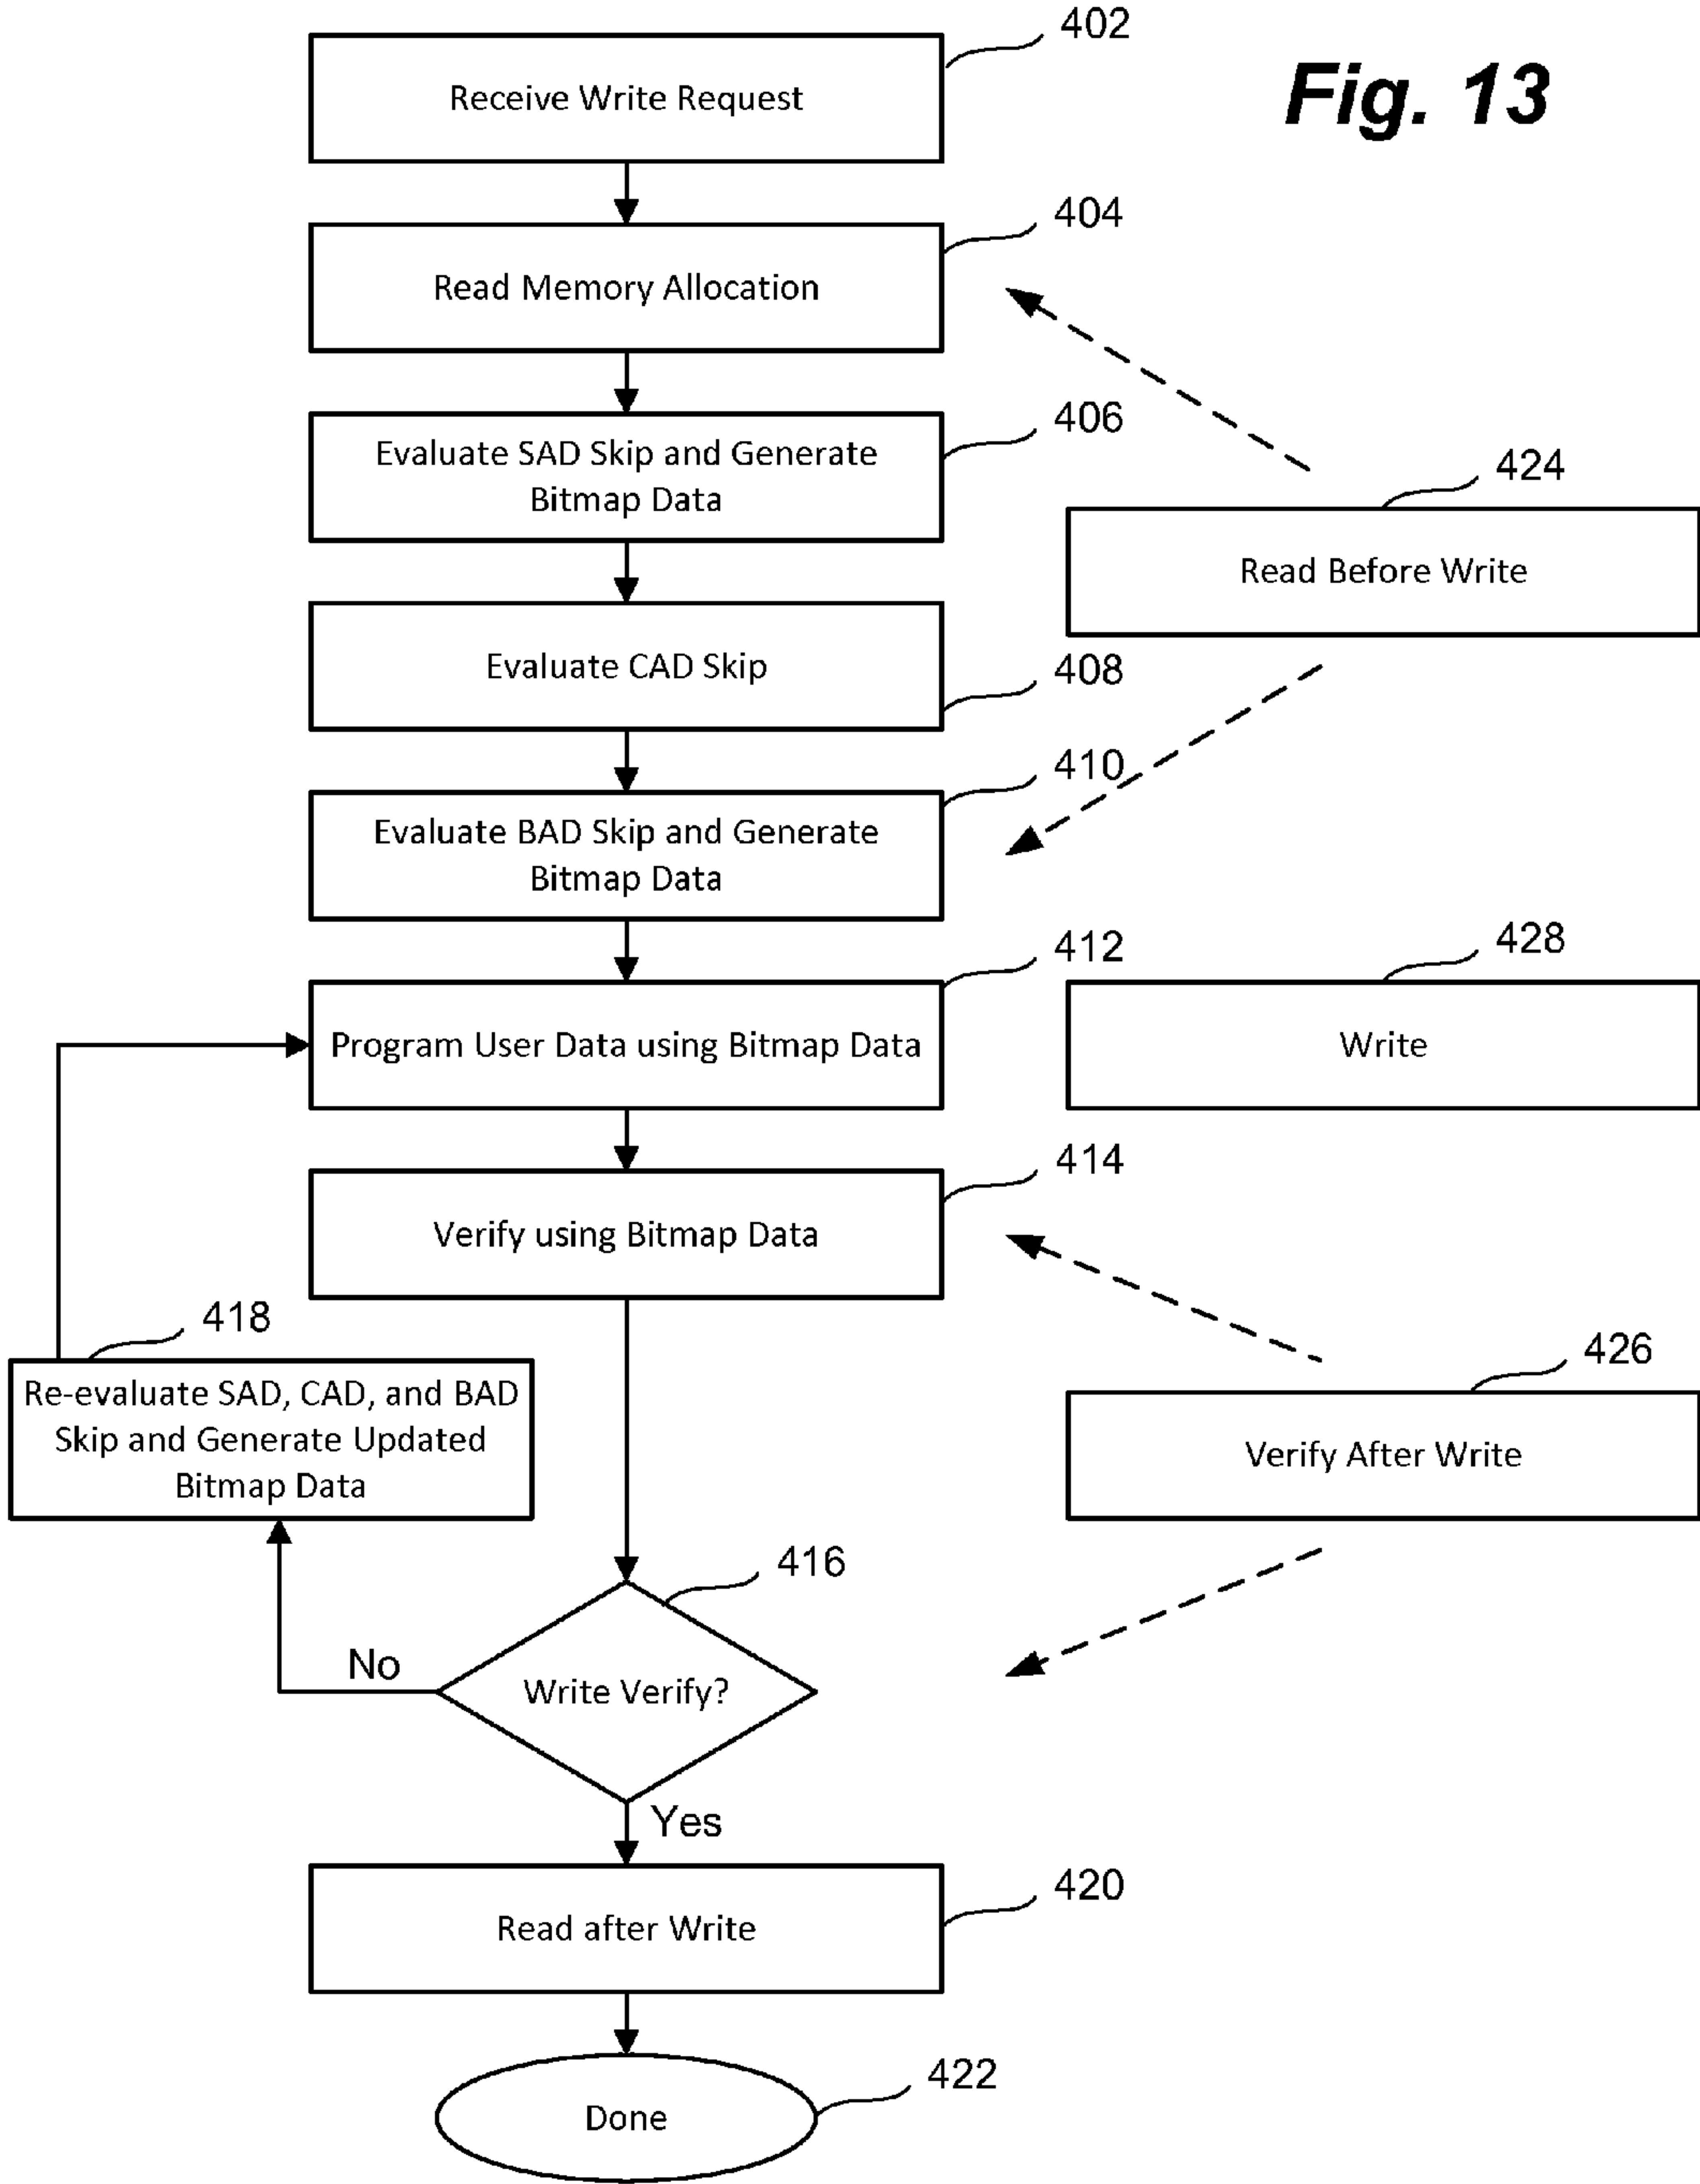 402
Fig. 13
Receive Write Request
404
Read Memory Allocation
406
Evaluate SAD Skip and Generate
Bitmap Data
424
Read Before Write
Evaluate CAD Skip
408
410
Evaluate BAD Skip and Generate
Bitmap Data
412
428
Program User Data using Bitmap Data
Write
414
Verify using Bitmap Data
418
Re-evaluate SAD, CAD, and BAD
Skip and Generate Updated
Bitmap Data
426
Verify After Write
416
No
Write Verify?
Yes
420
Read after Write
422
Done